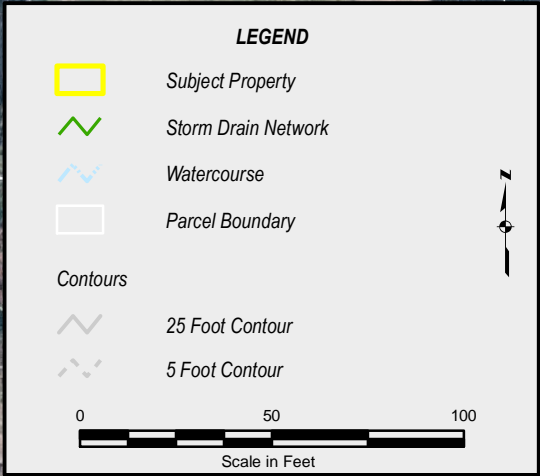 LEGEND
Subject Property
Storm Drain Network
Watercourse
Parcel Boundary
N
Contours
25 Foot Contour
5 Foot Contour
0 50 100
Scale in Feet